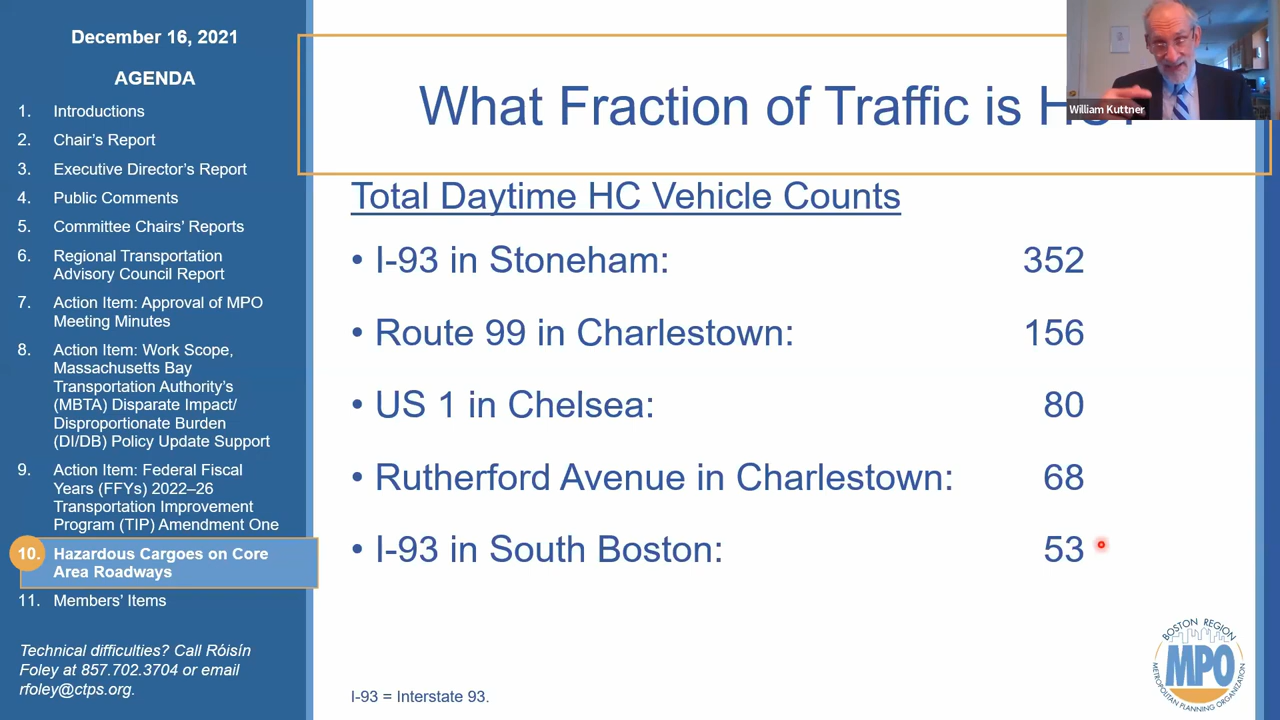 December 16, 2021
AGENDA
1. Introductions
2. Chair's Report
3. Executive Director's Report
4. Public Comments
5. Committee Chairs' Reports
6. Regional Transportation
Advisory Council Report
7. Action Item: Approval of MPO
Meeting Minutes
8. Action Item: Work Scope,
Massachusetts Bay
Transportation Authority's
(MBTA) Disparate Impact/
Disproportionate Burden
(DI/DB) Policy Update Support
9. Action Item: Federal Fiscal
Years (FFYs) 2022–26
Transportation Improvement
Program (TIP) Amendment One
10. Hazardous Cargoes on Core
Area Roadways
11. Members' Items
Technical difficulties? Call Róisín
Foley at 857.702.3704 or email
rfoley@ctps.org.
What Fraction of Traffic is
William Kuttner
Total Daytime HC Vehicle Counts
• I-93 in Stoneham: 352
• Route 99 in Charlestown: 156
• US 1 in Chelsea: 80
• Rutherford Avenue in Charlestown: 68
• I-93 in South Boston: 53
I-93 = Interstate 93.
BOSTON REGION
MPO
METROPOLITAN PLANNING ORGANIZATION